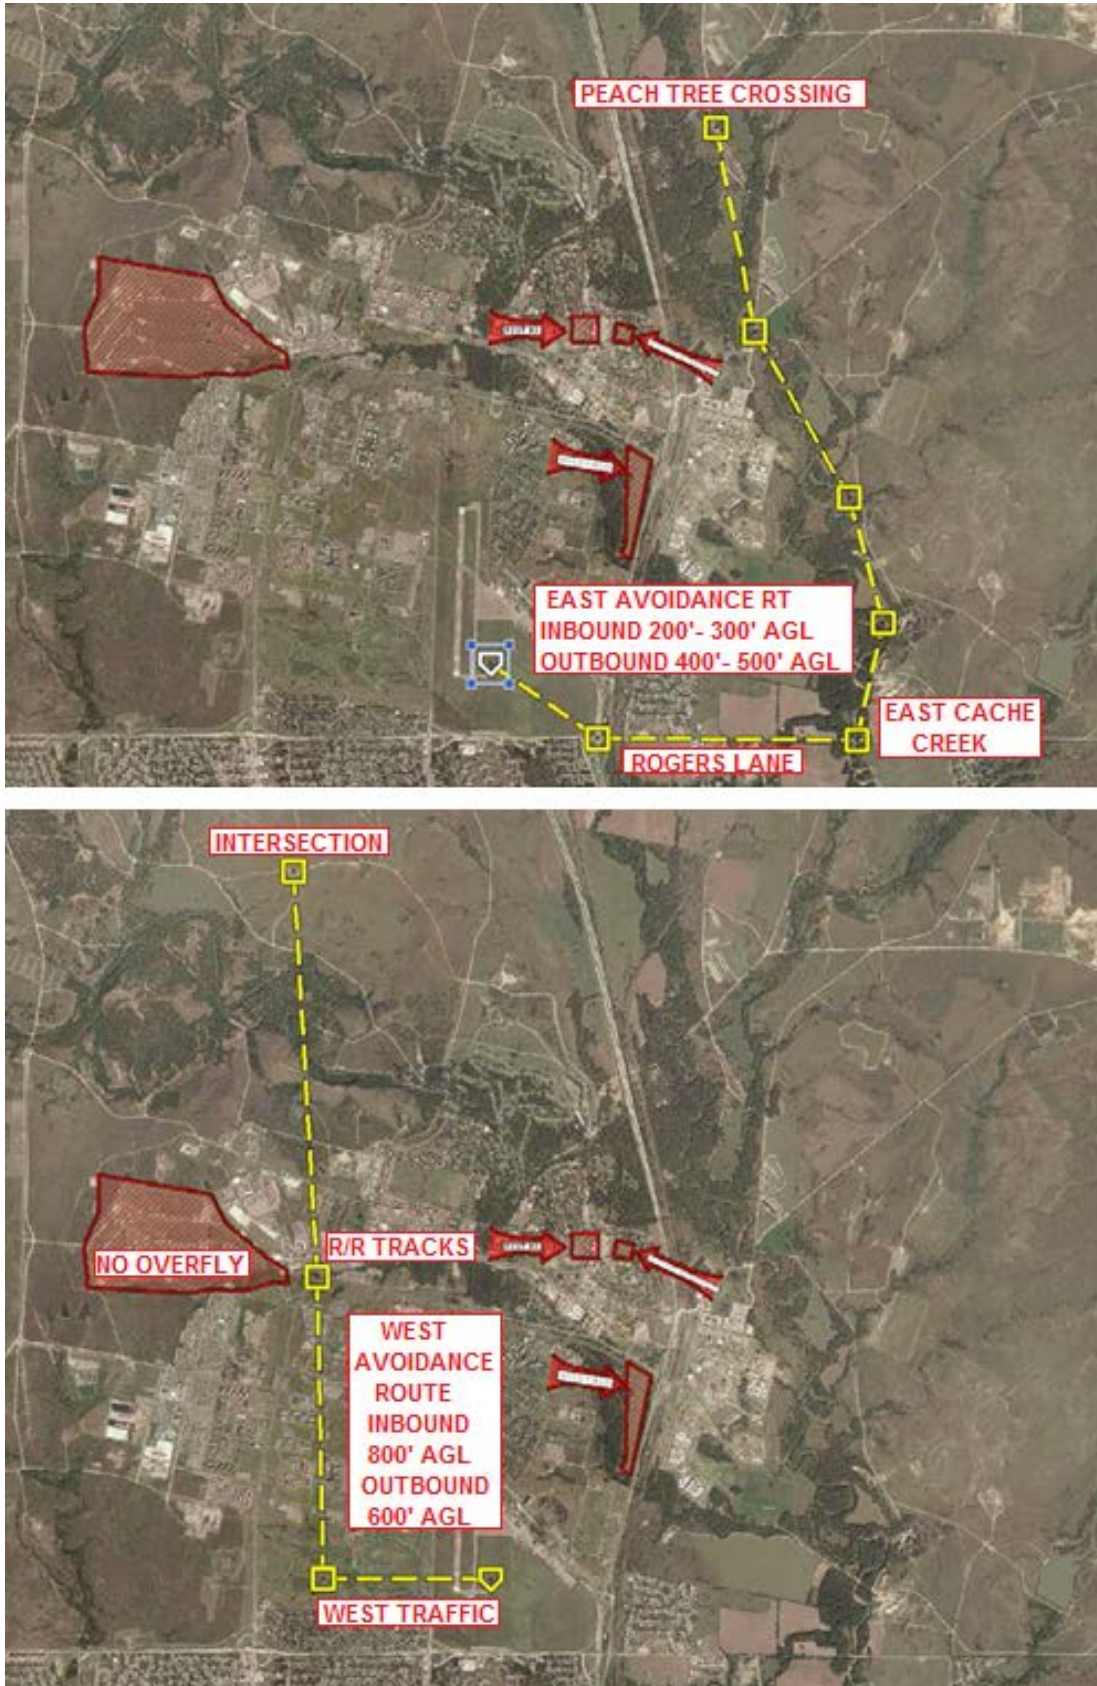 PEACH TREE CROSSING
EAST AVOIDANCE RT
INBOUND 200'- 300' AGL
OUTBOUND 400'- 500' AGL
EAST CACHE
CREEK
ROGERS LANE
INTERSECTION
NO OVERFLY
R/R TRACKS
WEST
AVOIDANCE
ROUTE
INBOUND
800' AGL
OUTBOUND
600' AGL
WEST TRAFFIC